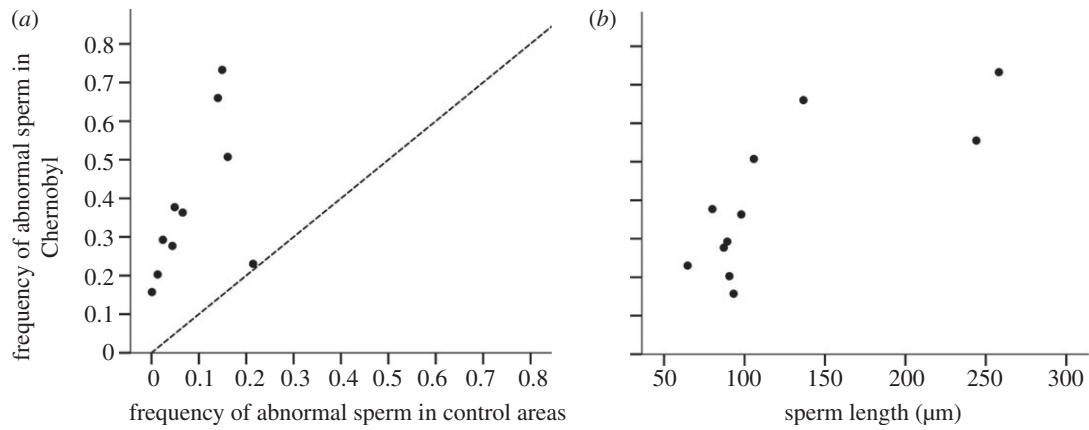 (a)
frequency of abnormal sperm in
Chernobyl
0.8
0.7
0.6
0.5
0.4
0.3
0.2
0.1
0
0 0.1 0.2 0.3 0.4 0.5 0.6 0.7 0.8
frequency of abnormal sperm in control areas
(b)
50 100 150 200 250 300
sperm length (µm)